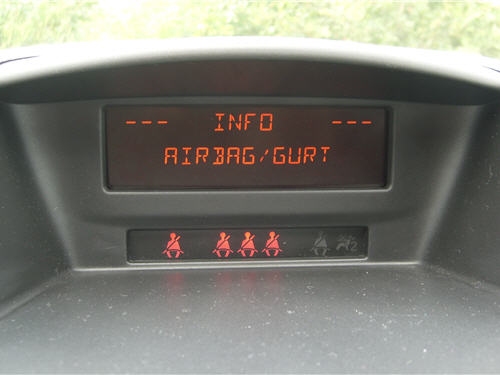 --- INFO ---
AIRBAG/GURT